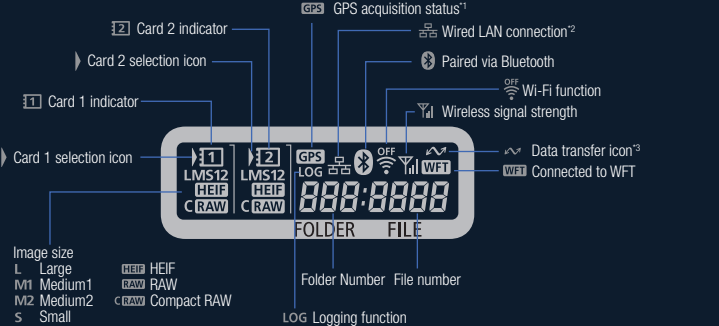 GPS GPS acquisition status*1
2 Card 2 indicator
Wired LAN connection*2
Card 2 selection icon
Paired via Bluetooth
OFF Wi-Fi function
1 Card 1 indicator
Wireless signal strength
Card 1 selection icon
1 2 GPS OFF
Data transfer icon*3
LMS12 LMS12 LOG WFT
WFT Connected to WFT
HEIF HEIF
C RAW C RAW 888:8888
FOLDER FILE
Image size
L Large
M1 Medium1
M2 Medium2
S Small
HEIF HEIF
RAW RAW
C RAW Compact RAW
Folder Number File number
LOG Logging function